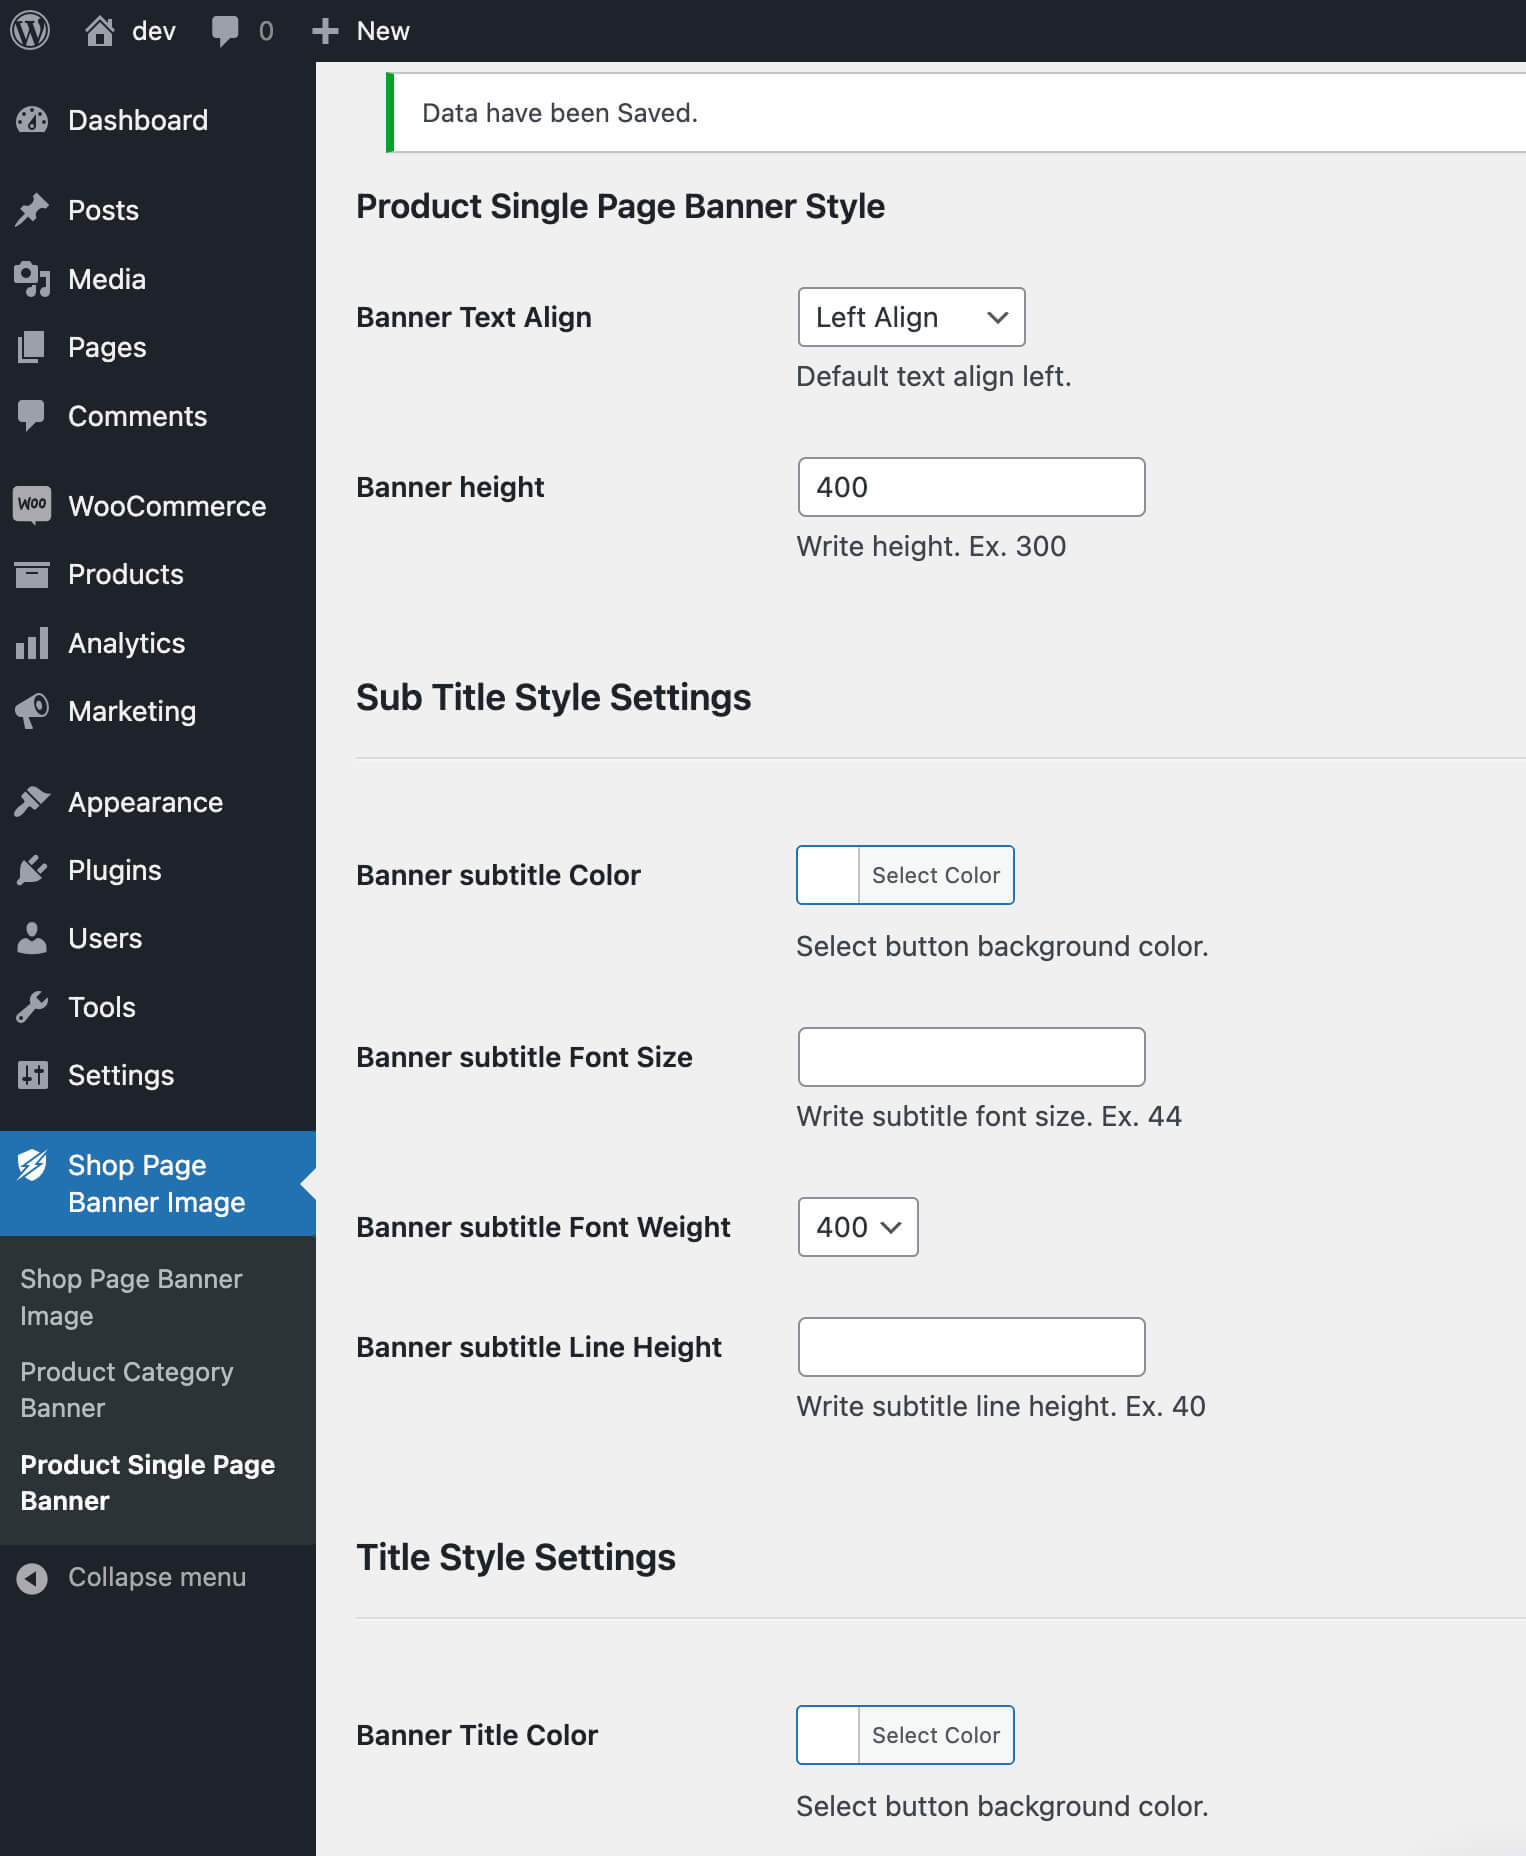 dev 0 New
Dashboard
Posts
Media
Pages
Comments
Woo WooCommerce
Products
Analytics
Marketing
Appearance
Plugins
Users
Tools
Settings
Shop Page
Banner Image
Shop Page Banner
Image
Product Category
Banner
Product Single Page
Banner
Collapse menu
Data have been Saved.
Product Single Page Banner Style
Banner Text Align
Left Align
Default text align left.
Banner height
400
Write height. Ex. 300
Sub Title Style Settings
Banner subtitle Color
Select Color
Select button background color.
Banner subtitle Font Size
Write subtitle font size. Ex. 44
Banner subtitle Font Weight
400
Banner subtitle Line Height
Write subtitle line height. Ex. 40
Title Style Settings
Banner Title Color
Select Color
Select button background color.